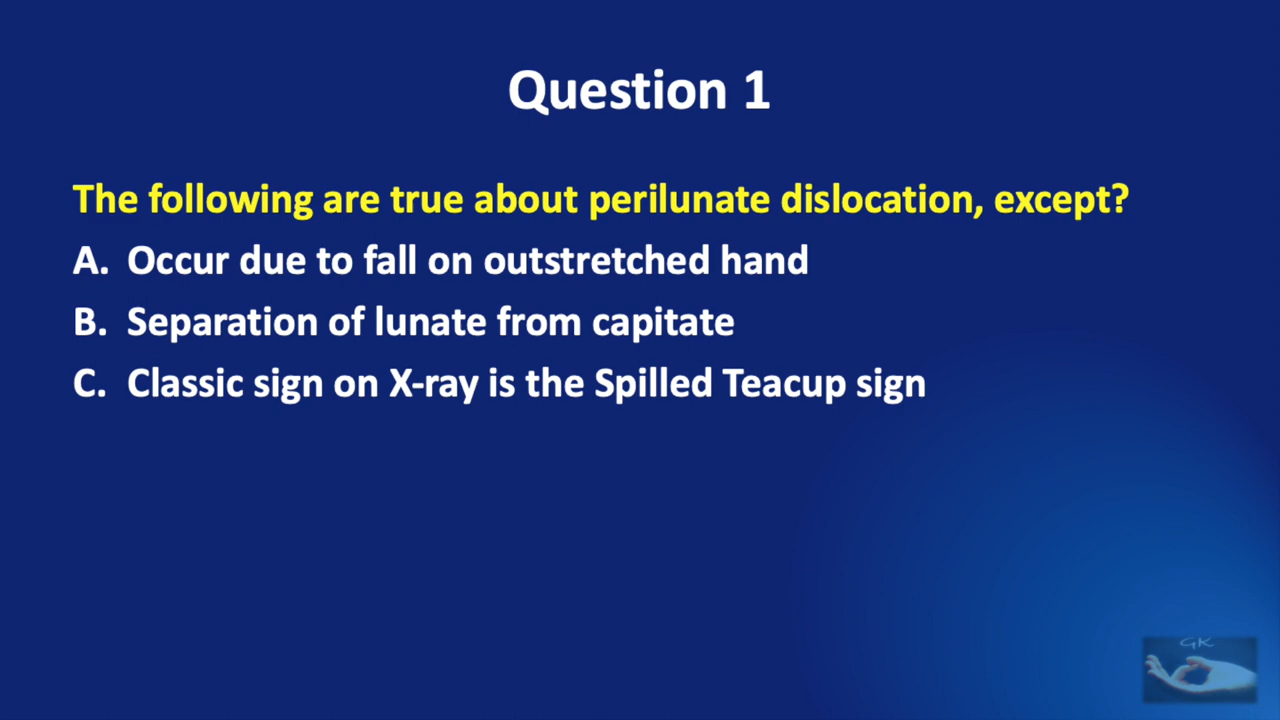 Question 1
The following are true about perilunate dislocation, except?
A. Occur due to fall on outstretched hand
B. Separation of lunate from capitate
C. Classic sign on X-ray is the Spilled Teacup sign
GK